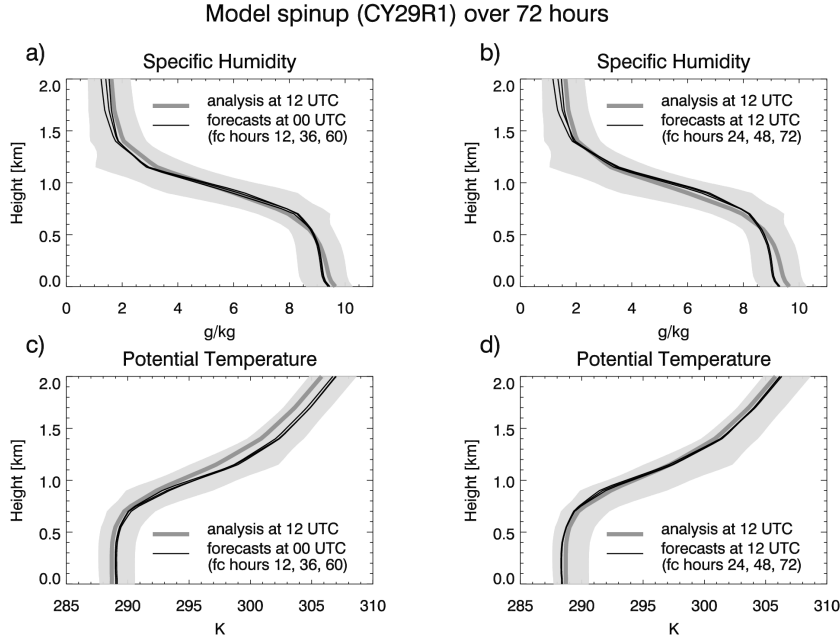 Model spinup (CY29R1) over 72 hours
a)
Specific Humidity
2.0
1.5
1.0
0.5
0.0
Height [km]
analysis at 12 UTC
forecasts at 00 UTC
(fc hours 12, 36, 60)
0 2 4 6 8 10
g/kg
b)
Specific Humidity
2.0
1.5
1.0
0.5
0.0
Height [km]
analysis at 12 UTC
forecasts at 12 UTC
(fc hours 24, 48, 72)
0 2 4 6 8 10
g/kg
c)
Potential Temperature
2.0
1.5
1.0
0.5
0.0
Height [km]
analysis at 12 UTC
forecasts at 00 UTC
(fc hours 12, 36, 60)
285 290 295 300 305 310
K
d)
Potential Temperature
2.0
1.5
1.0
0.5
0.0
Height [km]
analysis at 12 UTC
forecasts at 12 UTC
(fc hours 24, 48, 72)
285 290 295 300 305 310
K